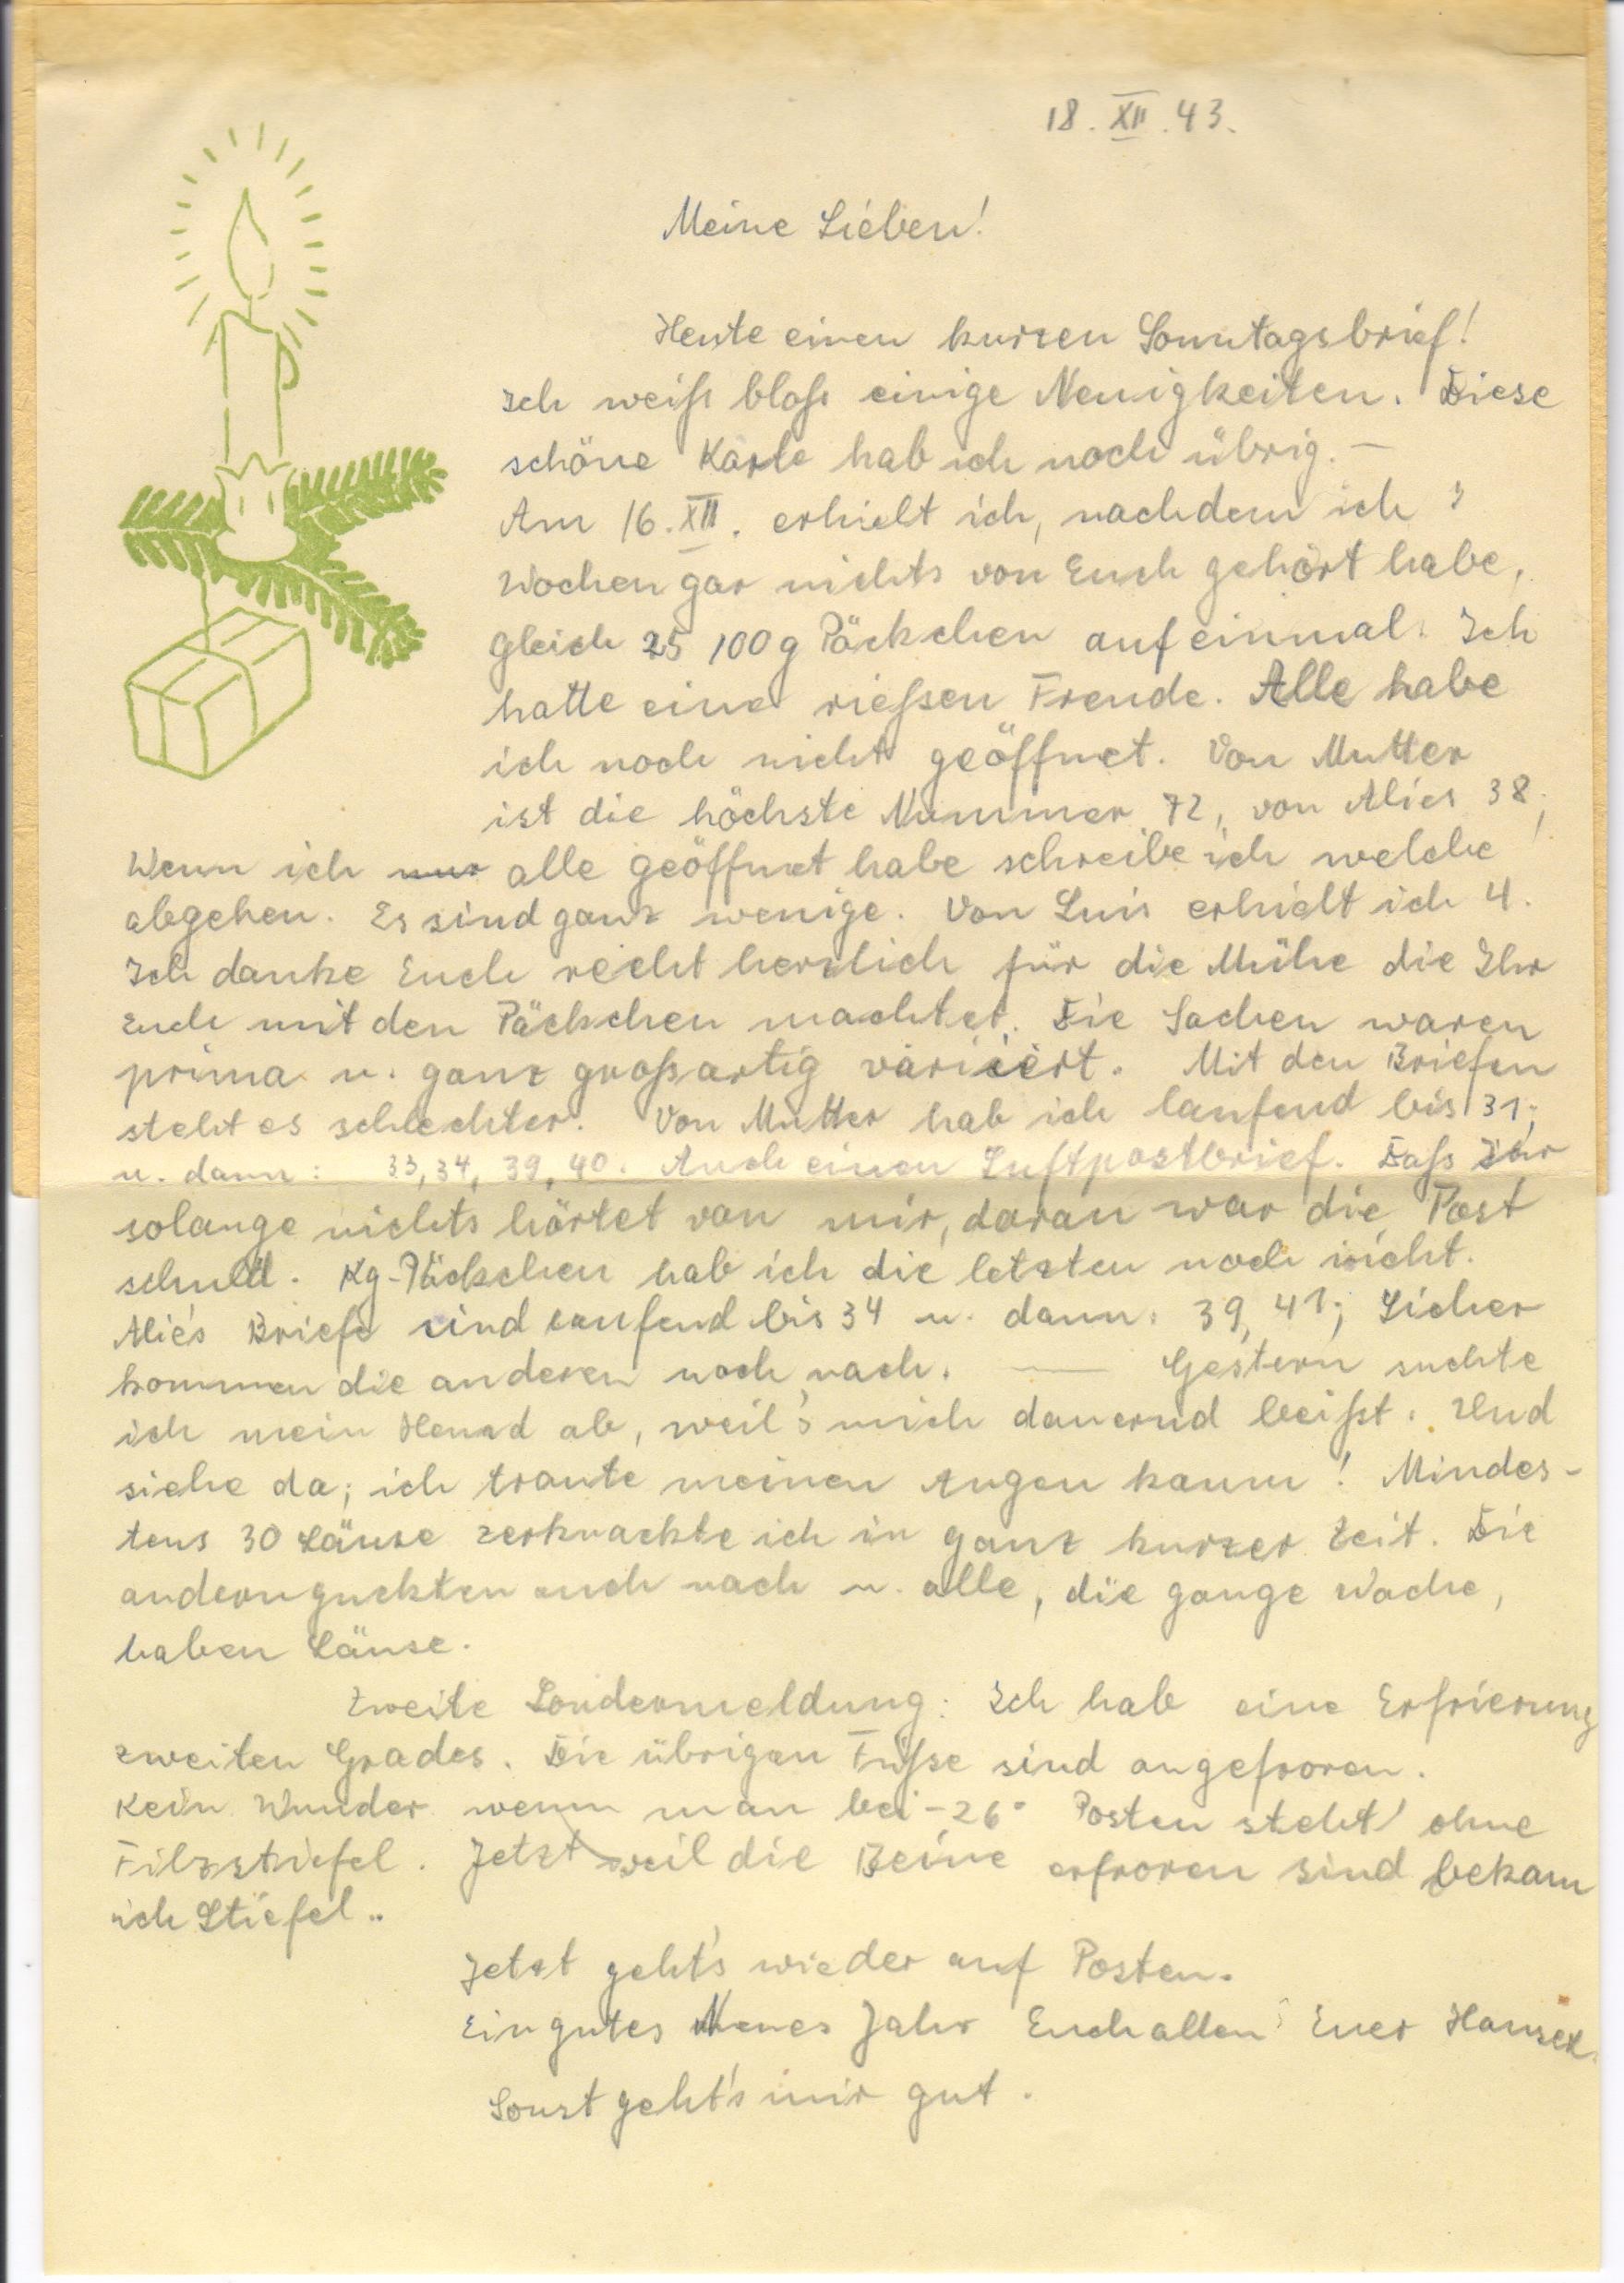 18. XII. 43.
Meine Lieben!
Heute einen kurzen Sonntagsbrief!
Ich weiß bloß einige Neuigkeiten. Diese
schöne Karte hab ich noch übrig. —
Am 16. XII. erhielt ich, nachdem ich
Wochen gar nichts von Euch gehört habe,
gleich 25 100 g Päckchen auf einmal. Ich
hatte eine rießen Freude. Alle habe
ich noch nicht geöffnet. Von Mutter
ist die höchste Nummer 72, von Alies 38;
Wenn ich nur alle geöffnet habe schreibe ich welche
abgehen. Es sind ganz wenige. Von Luis erhielt ich 4.
Ich danke Euch recht herzlich für die Mühe die Ihr
Euch mit den Päckchen machtet. Die Sachen waren
prima u. ganz großartig variiert. Mit den Briefen
steht es schlechter. Von Mutter hab ich laufend bis 31;
u. dann: 33, 34, 39, 40. Auch einen Luftpostbrief. Daß Ihr
solange nichts hörtet von mir, daran war die Post
schuld. Kg-Päckchen hab ich die letzten noch nicht.
Alies Briefe sind laufend bis 34 u. dann: 39, 41; Sicher
kommen die anderen noch nach. — Gestern suchte
ich mein Hemd ab, weil's mich dauernd beißt. Und
siehe da; ich traute meinen Augen kaum! Mindes-
tens 30 Läuse zerknackte ich in ganz kurzer Zeit. Die
andern guckten auch nach u. alle, die ganze Wache,
haben Läuse.
Zweite Sondermeldung: Ich hab eine Erfrierung
zweiten Grades. Die übrigen Füße sind angefroren.
Kein Wunder wenn man bei -26° Posten steht ohne
Filzstiefel. Jetzt weil die Beine erfroren sind bekam
ich Stiefel..
Jetzt geht's wieder auf Posten.
Ein gutes Neues Jahr Euch allen Euer
Sonst geht's mir gut.